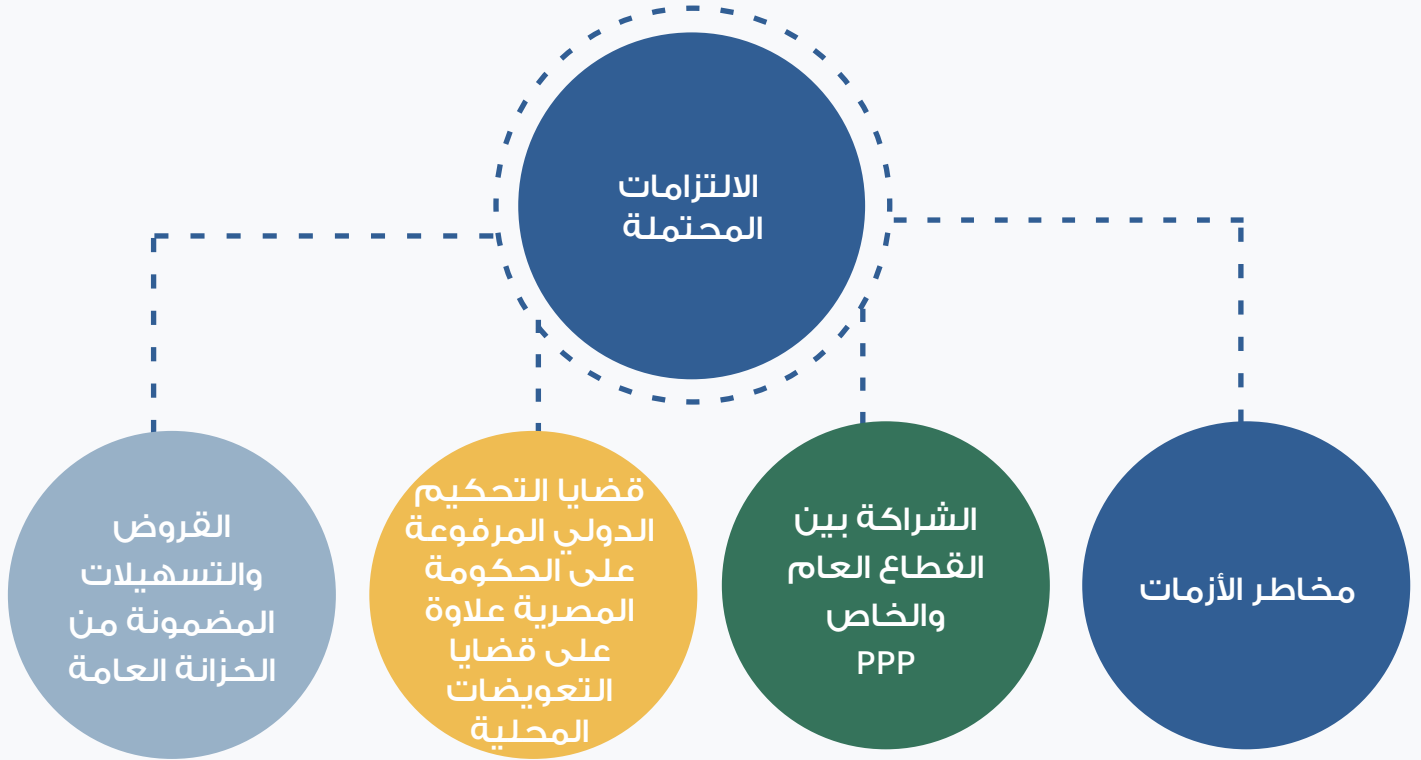 الالتزامات
المحتملة
مخاطر الأزمات
الشراكة بين
القطاع العام
والخاص
PPP
قضايا التحكيم
الدولي المرفوعة
على الحكومة
المصرية علاوة
على قضايا
التعويضات
المحلية
القروض
والتسهيلات
المضمونة من
الخزانة العامة